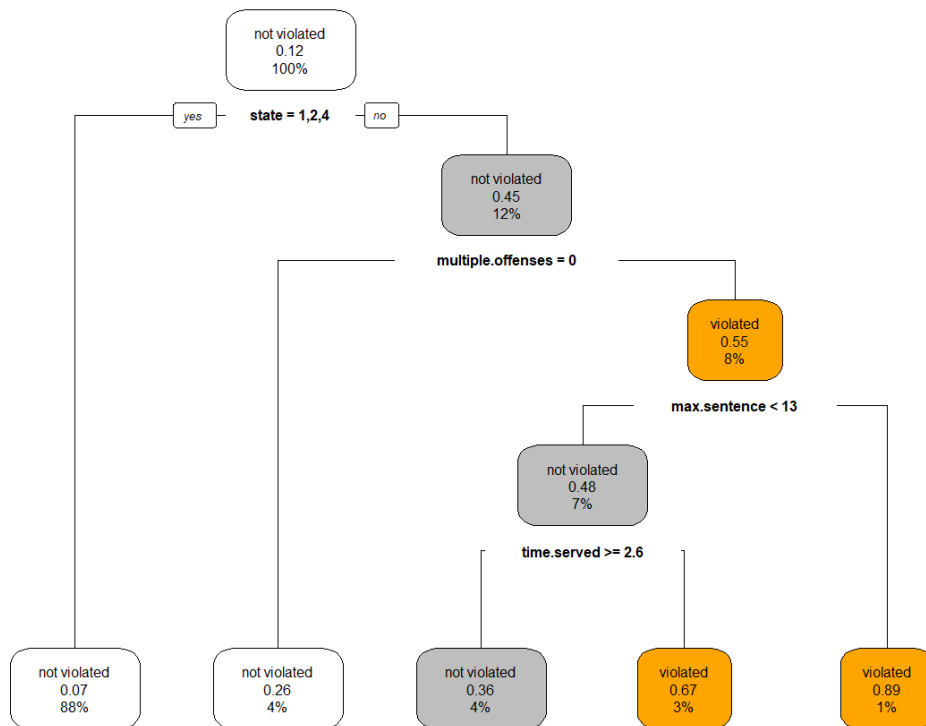 not violated
0.12
100%
yes
state = 1,2,4
no
not violated
0.45
12%
multiple.offenses = 0
violated
0.55
8%
max.sentence < 13
not violated
0.48
7%
time.served >= 2.6
not violated
0.07
88%
not violated
0.26
4%
not violated
0.36
4%
violated
0.67
3%
violated
0.89
1%